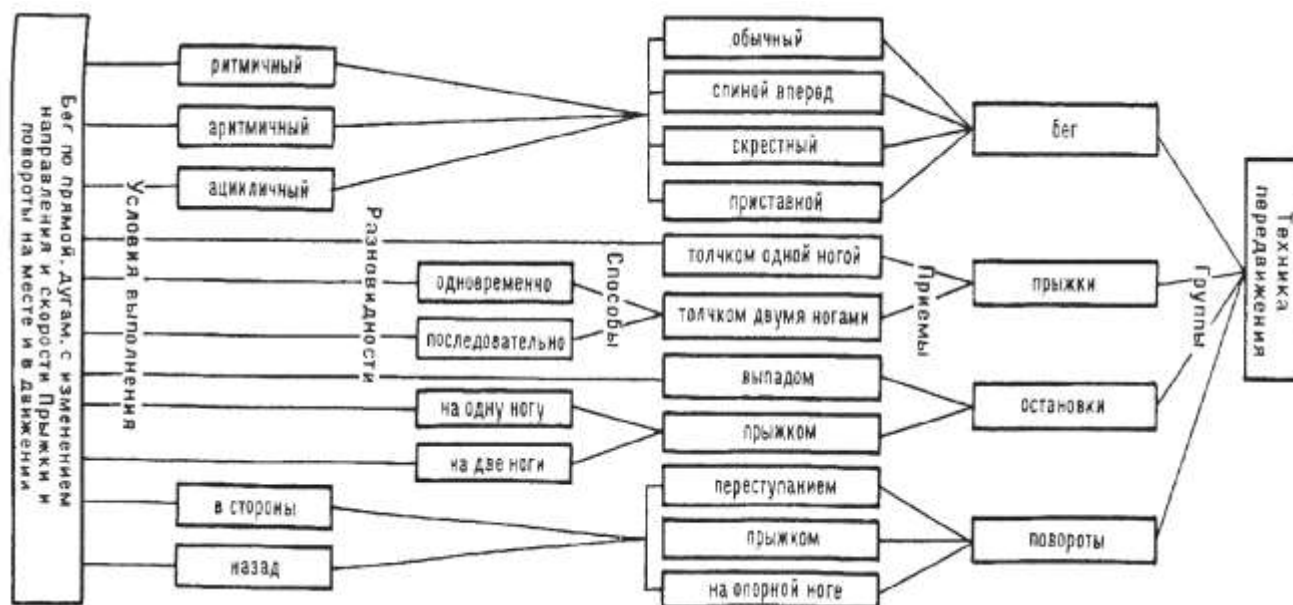 Техника
передвижения
Группы
бег
прыжки
остановки
повороты
Приемы
обычный
спиной вперед
скрестный
приставной
толчком одной ногой
толчком двумя ногами
выпадом
прыжком
переступанием
прыжком
на опорной ноге
Способы
одновременно
последовательно
на одну ногу
на две ноги
Разновидности
ритмичный
аритмичный
ацикличный
в стороны
назад
Условия выполнения
Бег по прямой, дугам, с изменением
направления и скорости Прыжки и
повороты на месте и в движении